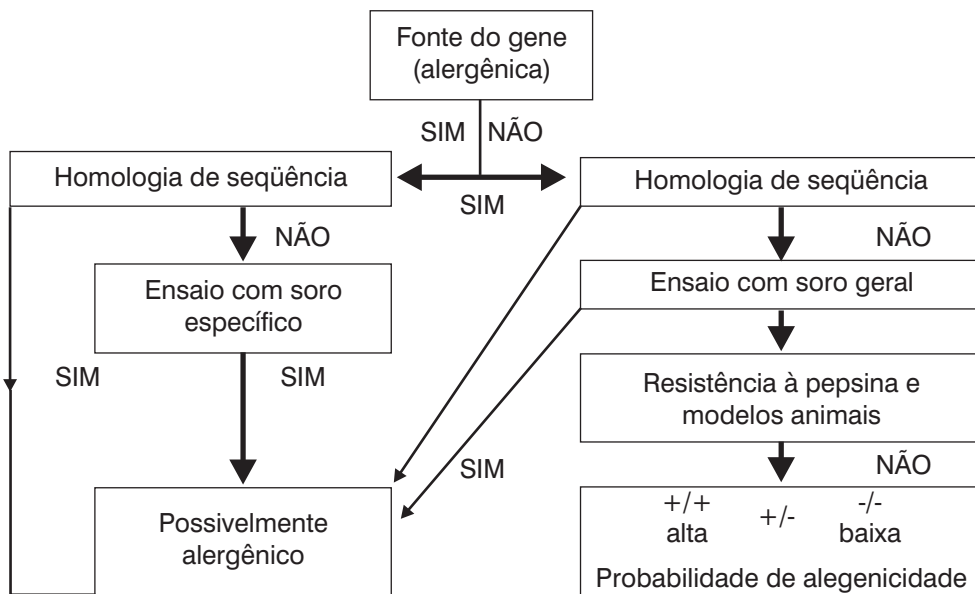 Fonte do gene
(alergênica)
SIM NÃO
Homologia de seqüência
SIM
Homologia de seqüência
NÃO
NÃO
Ensaio com soro
específico
Ensaio com soro geral
SIM
SIM
Resistência à pepsina e
modelos animais
SIM
NÃO
Possivelmente
alergênico
+/+ +/- -/-
alta baixa
Probabilidade de alegenicidade